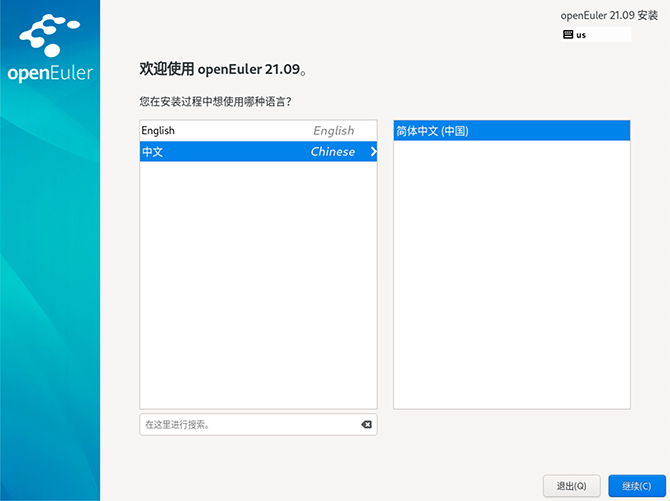 openEuler
openEuler 21.09 安装
us
欢迎使用 openEuler 21.09。
您在安装过程中想使用哪种语言?
English English
中文 Chinese
简体中文 (中国)
在这里进行搜索。
退出(Q)
继续(C)